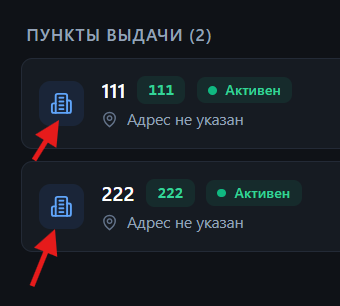 ПУНКТЫ ВЫДАЧИ (2)
111 111 Активен
Адрес не указан
222 222 Активен
Адрес не указан